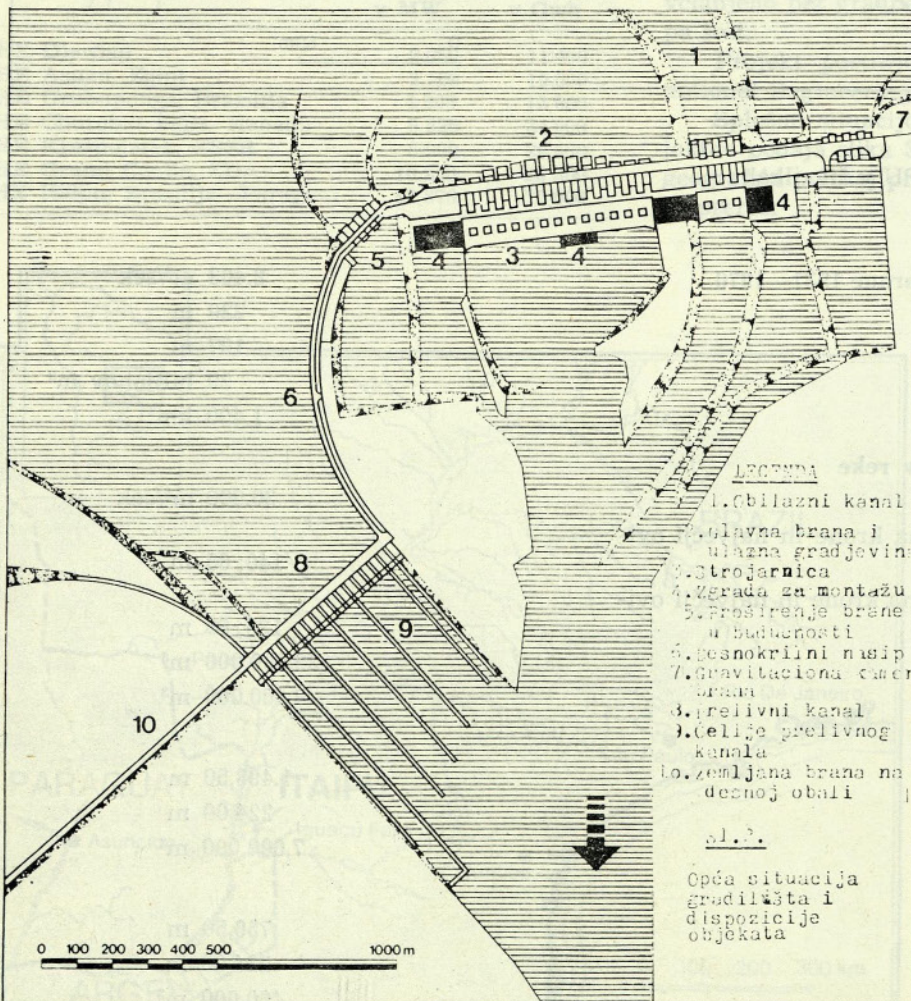 1
2
7
4
5
4
3
4
6
8
9
10
LEGENDA
1.Obilazni kanal
2.Glavna brana i
ulazna gradjevina
3.Strojarnica
4.Zgrada za montažu
5.Proširenje brane
u budućnosti
6.Desnokrilni nasip
7.Gravitaciona
brana
8.Prelivni kanal
9.Ćelije prelivnog
kanala
10.Zemljana brana na
desnoj obali
Sl.2.
Opća situacija
gradilišta i
dispozicije
objekata
0 100 200 300 400 500 1000 m